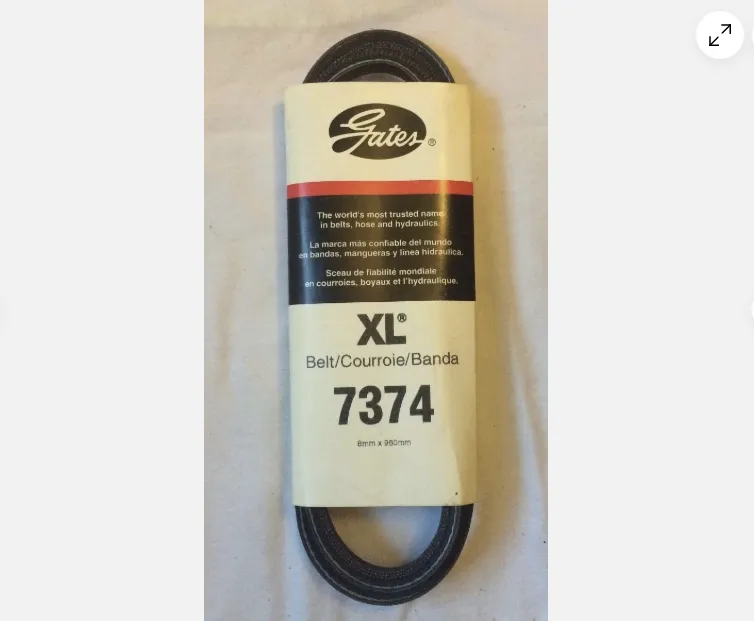 Gates®
The world's most trusted name
in belts, hose and hydraulics.
La marca más confiable del mundo
en bandas, mangueras y línea hidráulica.
Sceau de fiabilité mondiale
en courroies, boyaux et l'hydraulique.
XL®
Belt/Courroie/Banda
7374
8mm x 960mm